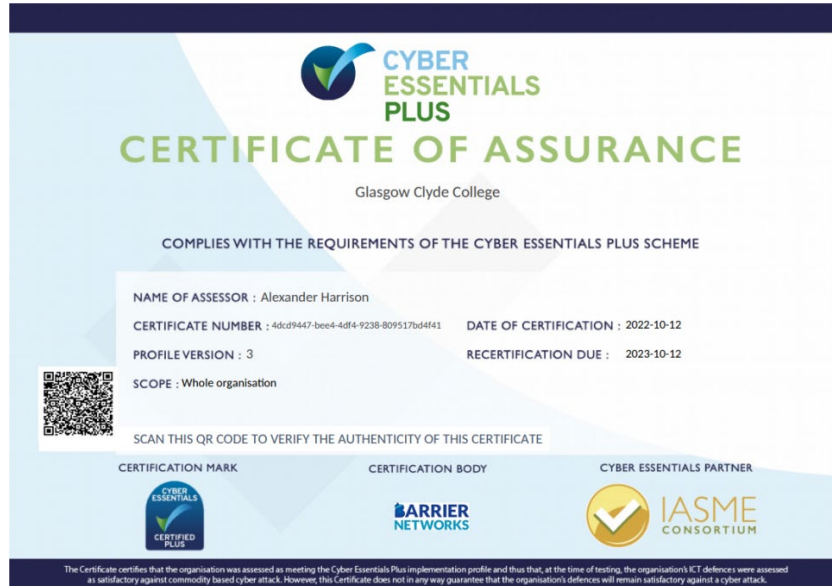 CYBER
ESSENTIALS
PLUS
CERTIFICATE OF ASSURANCE
Glasgow Clyde College
COMPLIES WITH THE REQUIREMENTS OF THE CYBER ESSENTIALS PLUS SCHEME
NAME OF ASSESSOR : Alexander Harrison
CERTIFICATE NUMBER : 4dcd9447-bee4-4df4-9238-809517bd4f41 DATE OF CERTIFICATION : 2022-10-12
PROFILE VERSION : 3 RECERTIFICATION DUE : 2023-10-12
SCOPE : Whole organisation
SCAN THIS QR CODE TO VERIFY THE AUTHENTICITY OF THIS CERTIFICATE
CERTIFICATION MARK CERTIFICATION BODY CYBER ESSENTIALS PARTNER
CYBER
ESSENTIALS
CERTIFIED
PLUS
BARRIER
NETWORKS
IASME
CONSORTIUM
The Certificate certifies that the organisation was assessed as meeting the Cyber Essentials Plus implementation profile and thus that, at the time of testing, the organisation's ICT defences were assessed
as satisfactory against commodity based cyber attack. However, this Certificate does not in any way guarantee that the organisation's defences will remain satisfactory against a cyber attack.